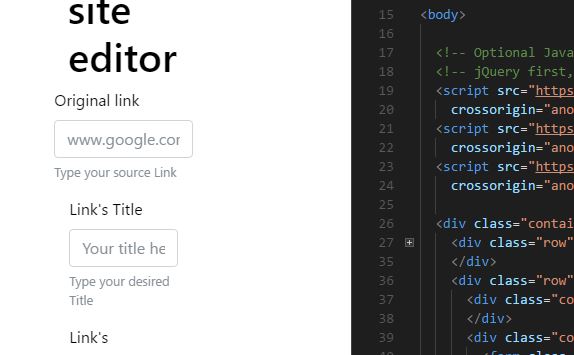 site
editor
Original link
www.google.com
Type your source Link
Link's Title
Your title he
Type your desired
Title
Link's
15 <body>
16
17 <!-- Optional Java
18 <!-- jQuery first,
19 <script src="https
20 crossorigin="ano
21 <script src="https
22 crossorigin="ano
23 <script src="https
24 crossorigin="ano
25
26 <div class="contai
27 <div class="row"
35 </div>
36 <div class="row"
37 <div class="co
38 </div>
39 <div class="co